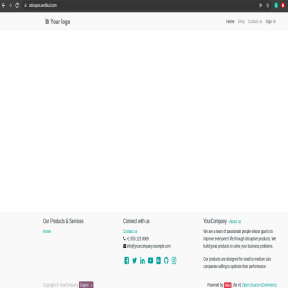 odoopos.webkul.com
Your logo
Home Shop Contact us Sign in
Our Products & Services
Home
Connect with us
Contact us
+1 555 123 8069
info@yourcompany.example.com
YourCompany - About us
We are a team of passionate people whose goal is to
improve everyone's life through disruptive products. We
build great products to solve your business problems.
Our products are designed for small to medium size
companies willing to optimize their performance.
Copyright © YourCompany English
Powered by odoo, the #1 Open Source eCommerce.